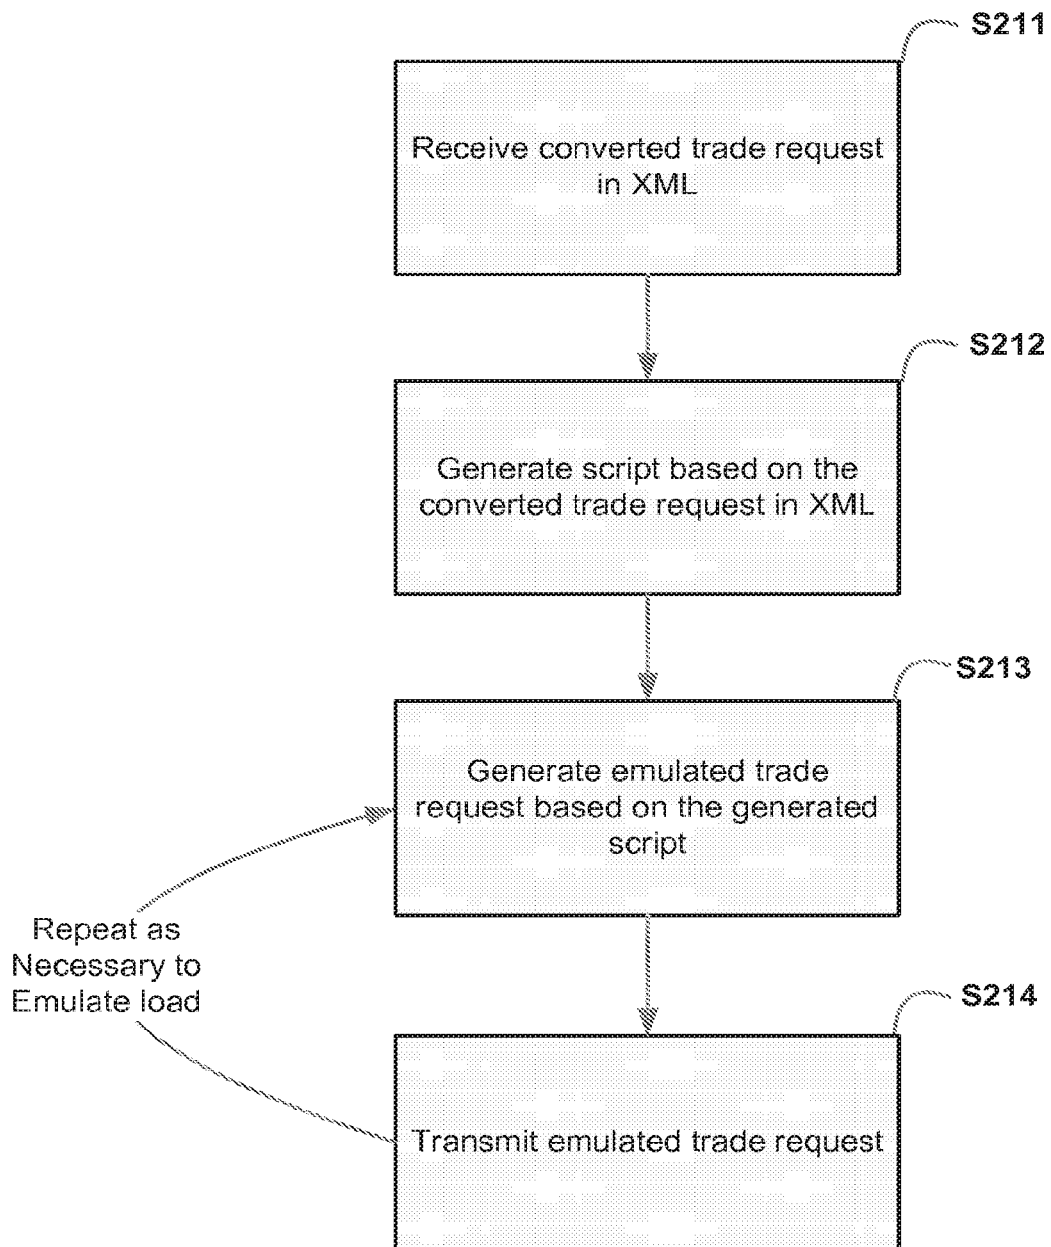 S211
Receive converted trade request
in XML
S212
Generate script based on the
converted trade request in XML
S213
Generate emulated trade
request based on the generated
script
Repeat as
Necessary to
Emulate load
S214
Transmit emulated trade request